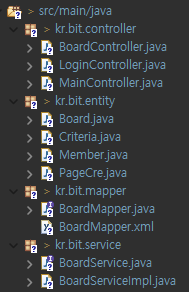 > src/main/java
> kr.bit.controller
> BoardController.java
> LoginController.java
> MainController.java
> kr.bit.entity
> Board.java
> Criteria.java
> Member.java
> PageCre.java
> kr.bit.mapper
> BoardMapper.java
BoardMapper.xml
> kr.bit.service
> BoardService.java
> BoardServiceImpl.java